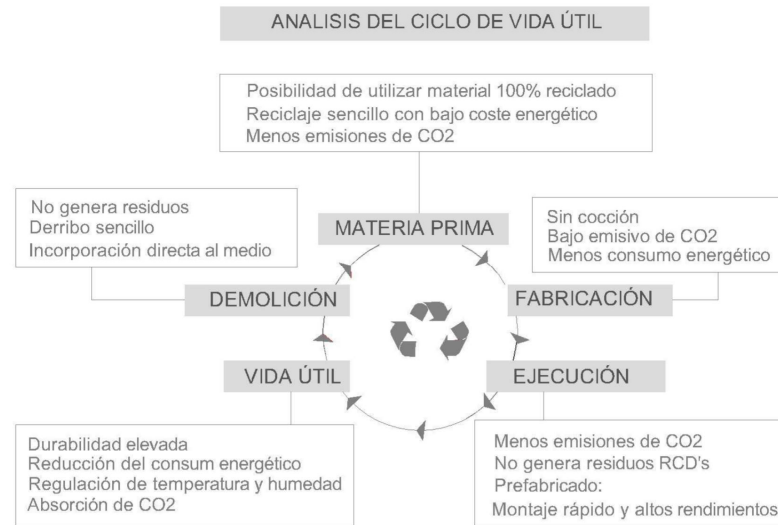 ANALISIS DEL CICLO DE VIDA ÚTIL
Posibilidad de utilizar material 100% reciclado
Reciclaje sencillo con bajo coste energético
Menos emisiones de CO2
No genera residuos
Derribo sencillo
Incorporación directa al medio
MATERIA PRIMA
Sin cocción
Bajo emisivo de CO2
Menos consumo energético
DEMOLICIÓN
FABRICACIÓN
VIDA ÚTIL
EJECUCIÓN
Durabilidad elevada
Reducción del consum energético
Regulación de temperatura y humedad
Absorción de CO2
Menos emisiones de CO2
No genera residuos RCD's
Prefabricado:
Montaje rápido y altos rendimientos